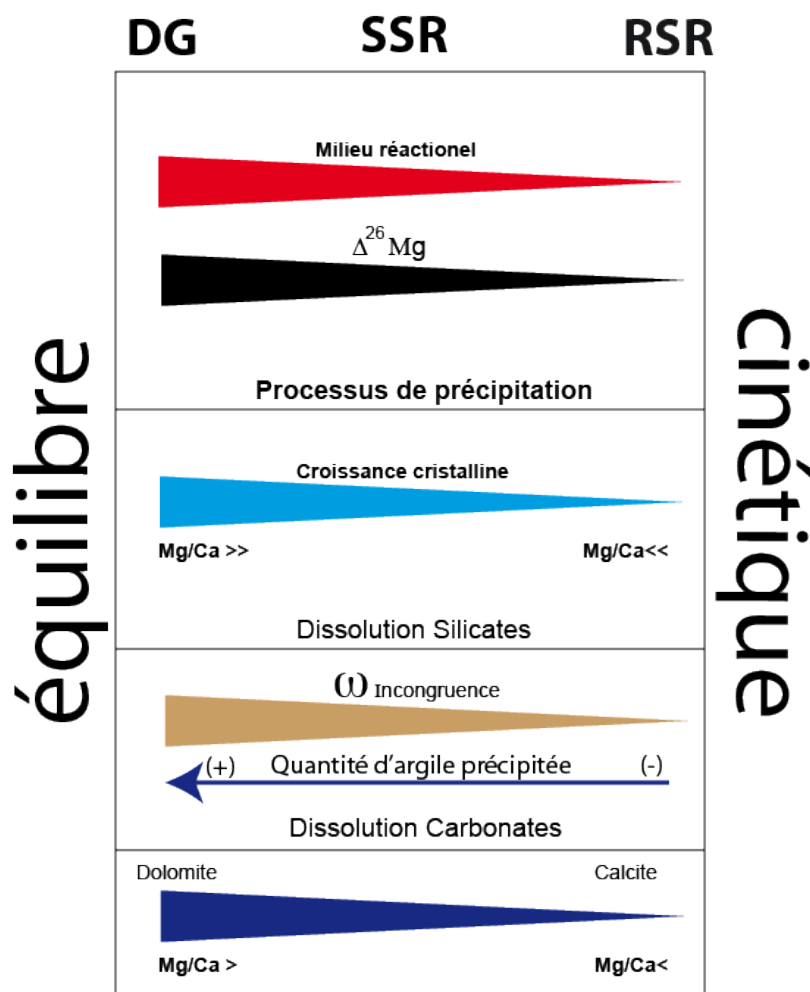 DG SSR RSR
Milieu réactionel
Δ26Mg
équilibre
cinétique
Processus de précipitation
Croissance cristalline
Mg/Ca >> Mg/Ca<<
Dissolution Silicates
ω Incongruence
(+) Quantité d'argile précipitée (-)
Dissolution Carbonates
Dolomite Calcite
Mg/Ca > Mg/Ca<